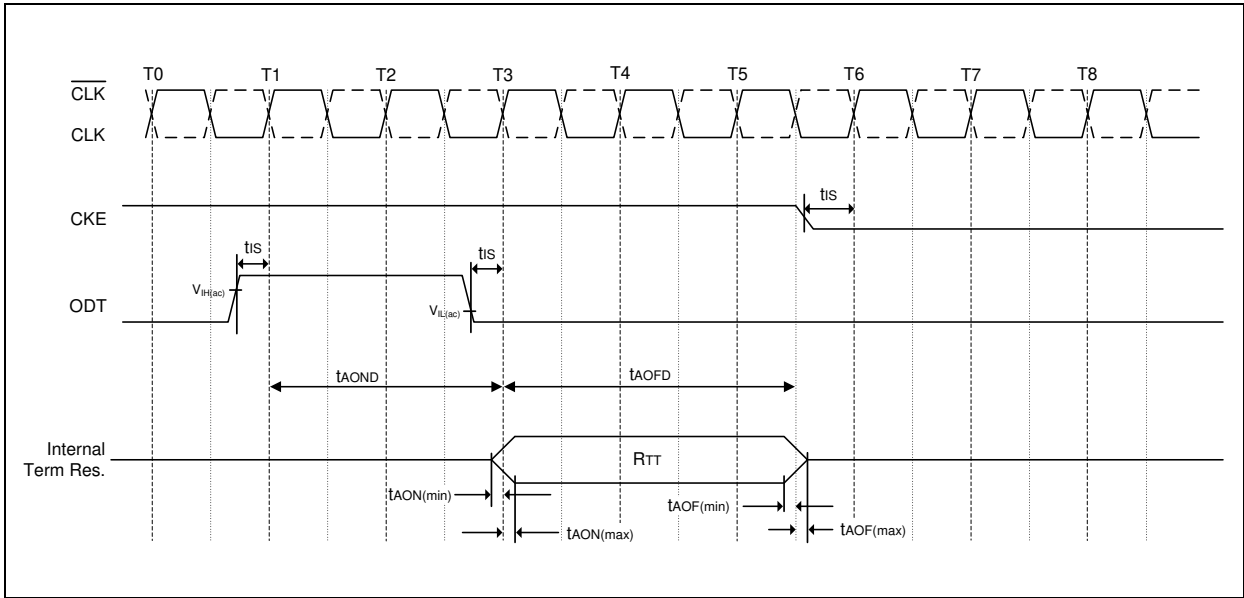 T0 T1 T2 T3 T4 T5 T6 T7 T8
CLK
CLK
CKE
tIS
tIS
tIS
VIH(ac)
VIL(ac)
ODT
tAOND
tAOFD
Internal
Term Res.
RTT
tAON(min)
tAOF(min)
tAON(max)
tAOF(max)